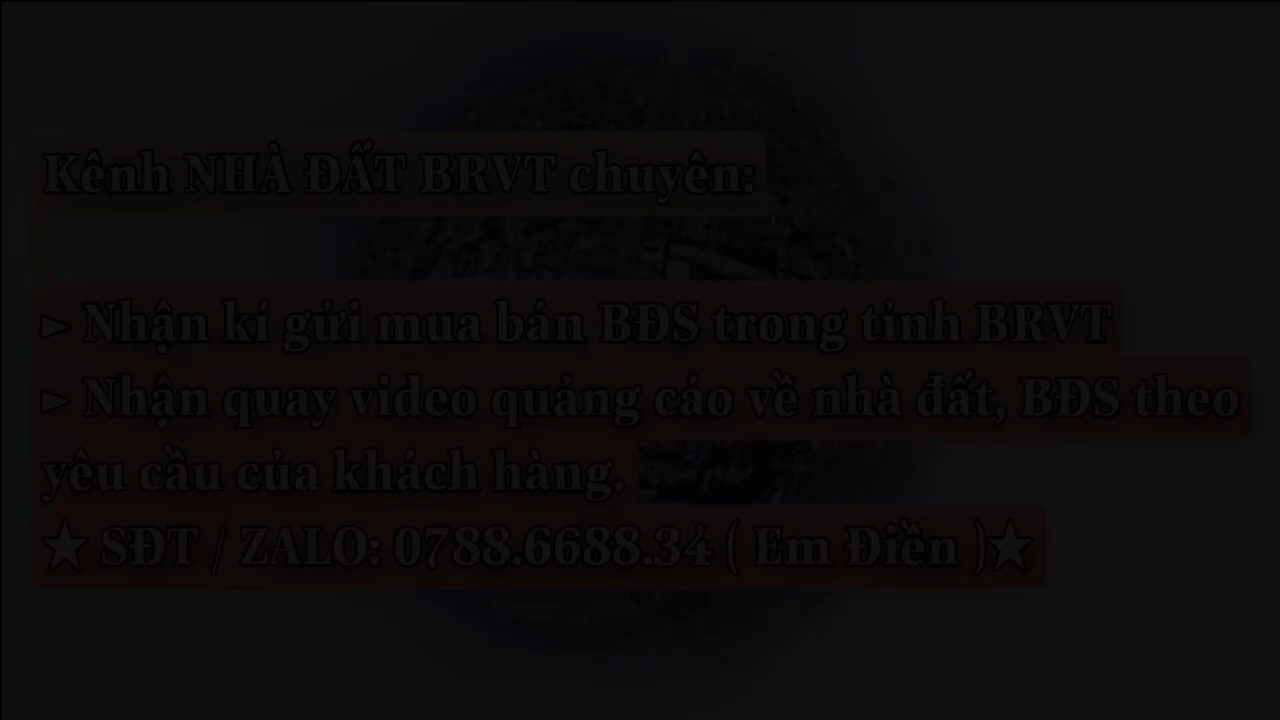 Kênh NHÀ ĐẤT BRVT chuyên:
▻ Nhận kí gửi mua bán BĐS trong tỉnh BRVT
▻ Nhận quay video quảng cáo về nhà đất, BĐS theo
yêu cầu của khách hàng.
★ SĐT / ZALO: 0788.6688.34 ( Em Điền )★